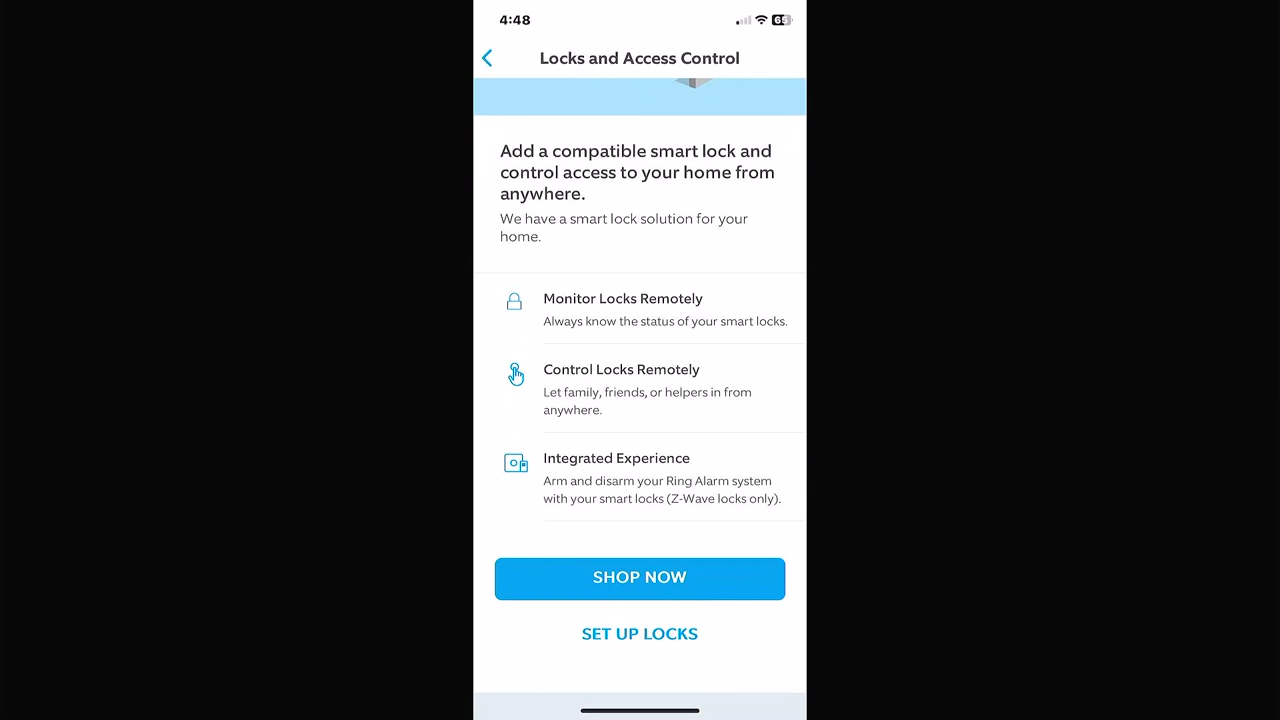 4:48
65
Locks and Access Control
Add a compatible smart lock and
control access to your home from
anywhere.
We have a smart lock solution for your
home.
Monitor Locks Remotely
Always know the status of your smart locks.
Control Locks Remotely
Let family, friends, or helpers in from
anywhere.
Integrated Experience
Arm and disarm your Ring Alarm system
with your smart locks (Z-Wave locks only).
SHOP NOW
SET UP LOCKS